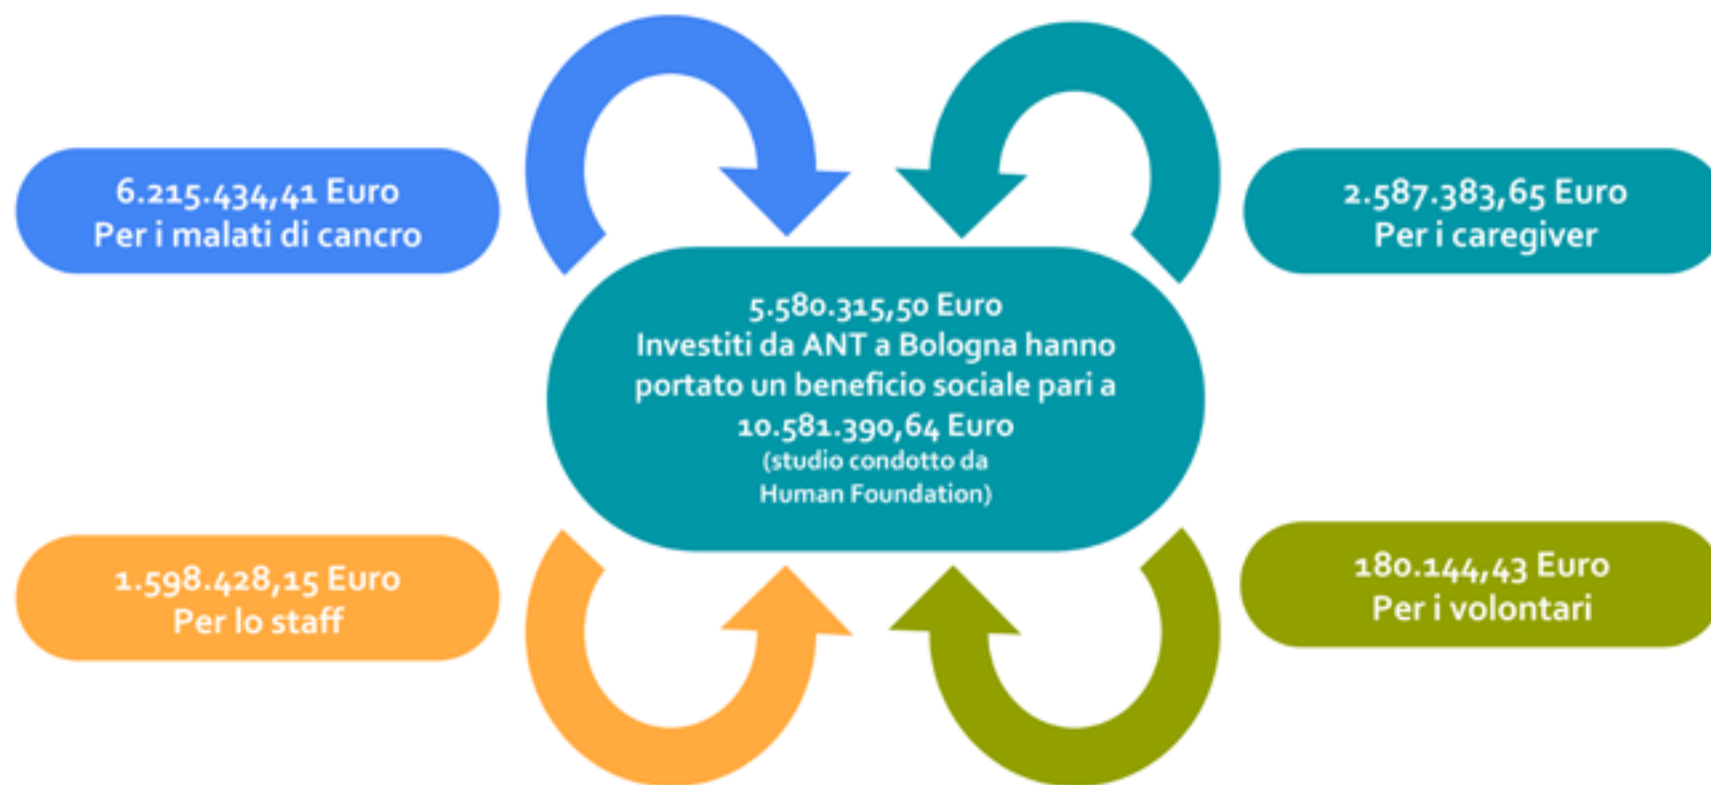 6.215.434,41 Euro
Per i malati di cancro
2.587.383,65 Euro
Per i caregiver
5.580.315,50 Euro
Investiti da ANT a Bologna hanno
portato un beneficio sociale pari a
10.581.390,64 Euro
(studio condotto da
Human Foundation)
1.598.428,15 Euro
Per lo staff
180.144,43 Euro
Per i volontari